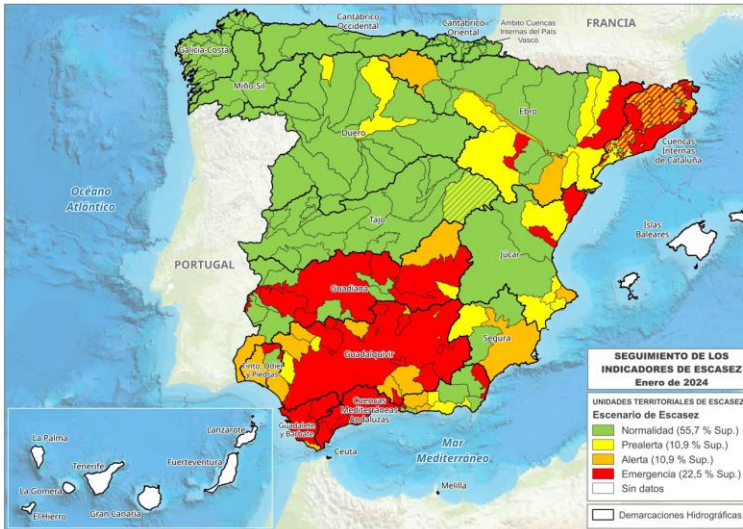 FRANCIA
Cantábrico
Occidental
Cantábrico
Oriental
Ámbito Cuencas
Internas del País
Vasco
Galicia-Costa
Miño-Sil
Ebro
Duero
Cuencas
Internas
de Cataluña
Océano
Atlántico
Tajo
Islas
Baleares
PORTUGAL
Júcar
Guadiana
Segura
Guadalquivir
Tinto, Odiel
y Piedras
Cuencas
Mediterráneas
Andaluzas
Guadalete
y Barbate
Ceuta
Mar
Mediterráneo
Melilla
Lanzarote
La Palma
Tenerife
Fuerteventura
La Gomera
El Hierro
Gran Canaria
SEGUIMIENTO DE LOS
INDICADORES DE ESCASEZ
Enero de 2024
UNIDADES TERRITORIALES DE ESCASEZ
Escenario de Escasez
Normalidad (55,7 % Sup.)
Prealerta (10,9 % Sup.)
Alerta (10,9 % Sup.)
Emergencia (22,5 % Sup.)
Sin datos
Demarcaciones Hidrográficas